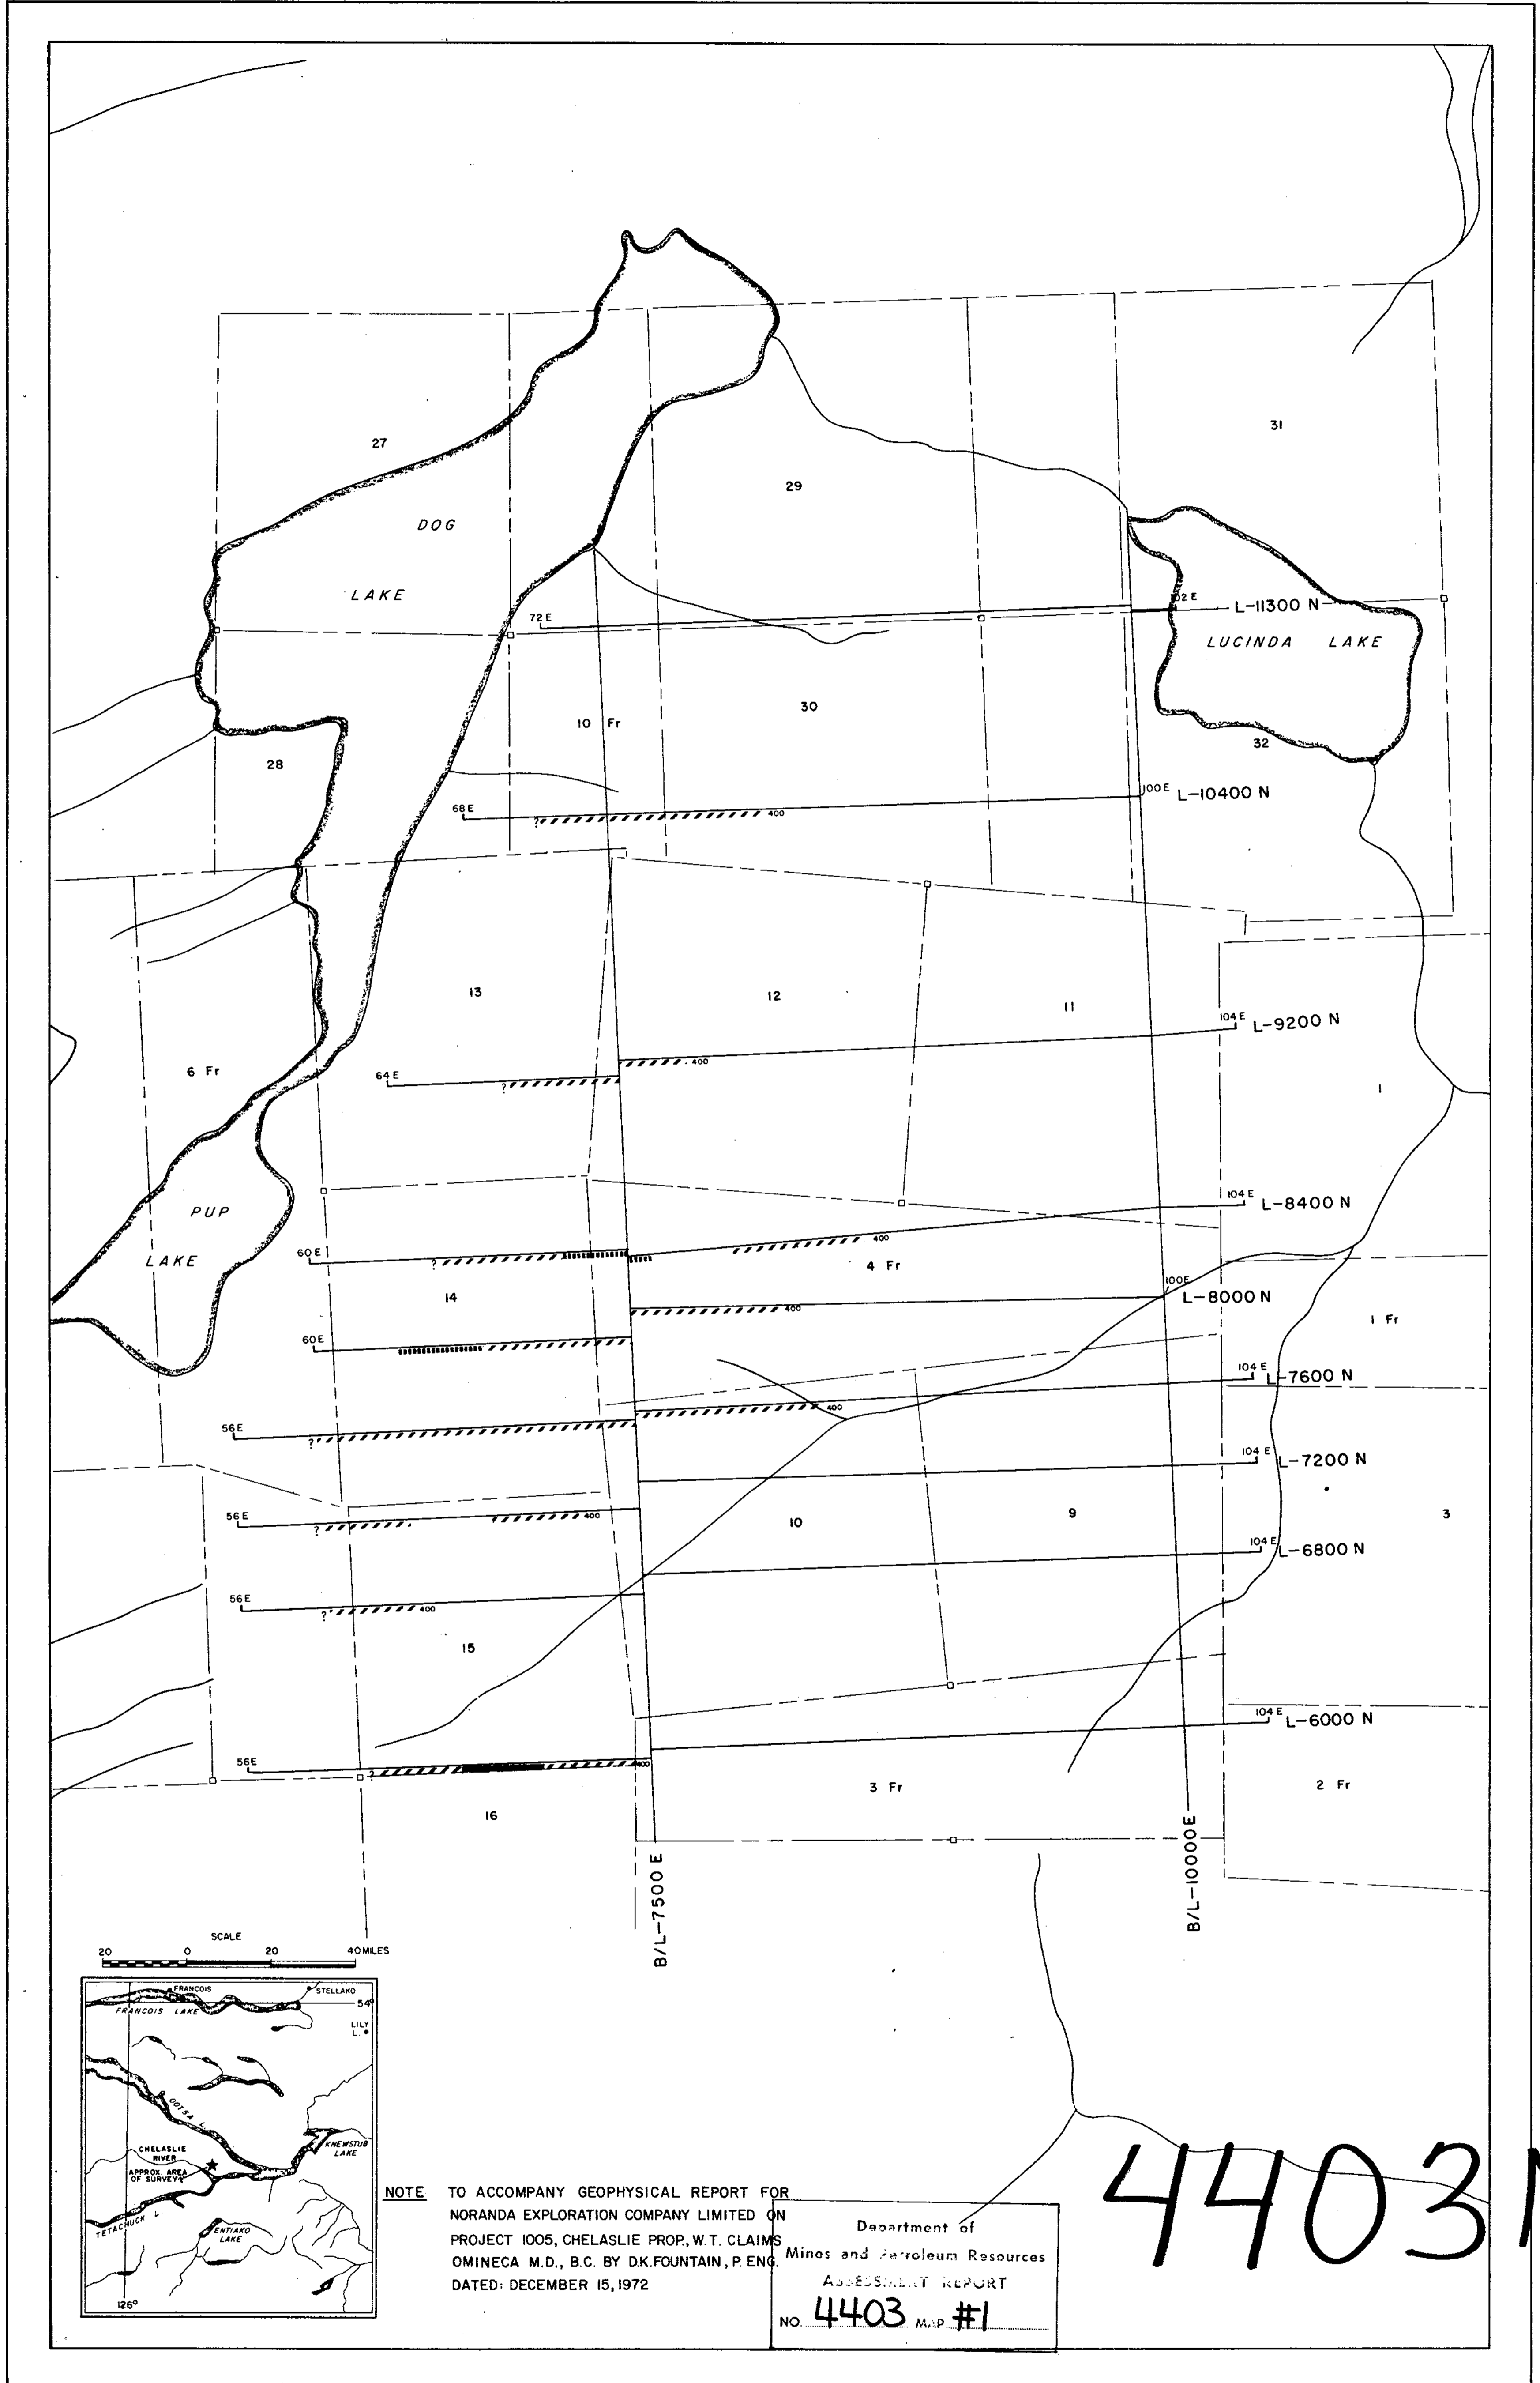 27
31
29
DOG
LAKE
72 E
L-11300 N
LUCINDA LAKE
10 Fr
30
32
28
68 E
?
400
100 E
L-10400 N
13
12
11
104 E
L-9200 N
6 Fr
64 E
?
400
1
104 E
L-8400 N
PUP
LAKE
60 E
?
400
4 Fr
14
100E
L-8000 N
400
1 Fr
60 E
104 E
L-7600 N
56 E
?
400
104 E
L-7200 N
56 E
?
400
10
9
3
104 E
L-6800 N
56 E
?
400
15
104 E
L-6000 N
56E
?
400
3 Fr
2 Fr
16
B/L-7500 E
B/L-10000E
SCALE
20 0 20 40 MILES
FRANCOIS
STELLAKO
FRANCOIS LAKE
54°
LILY
L.
OOTSA L.
CHELASLIE
RIVER
KNEWSTUB
LAKE
APPROX. AREA
OF SURVEY
TETACHUCK L.
ENTIAKO
LAKE
126°
NOTE TO ACCOMPANY GEOPHYSICAL REPORT FOR
NORANDA EXPLORATION COMPANY LIMITED ON
PROJECT 1005, CHELASLIE PROP., W.T. CLAIMS
OMINECA M.D., B.C. BY D.K.FOUNTAIN, P. ENG.
DATED: DECEMBER 15, 1972
Department of
Mines and Petroleum Resources
ASSESSMENT REPORT
NO. 4403 MAP #1
4403